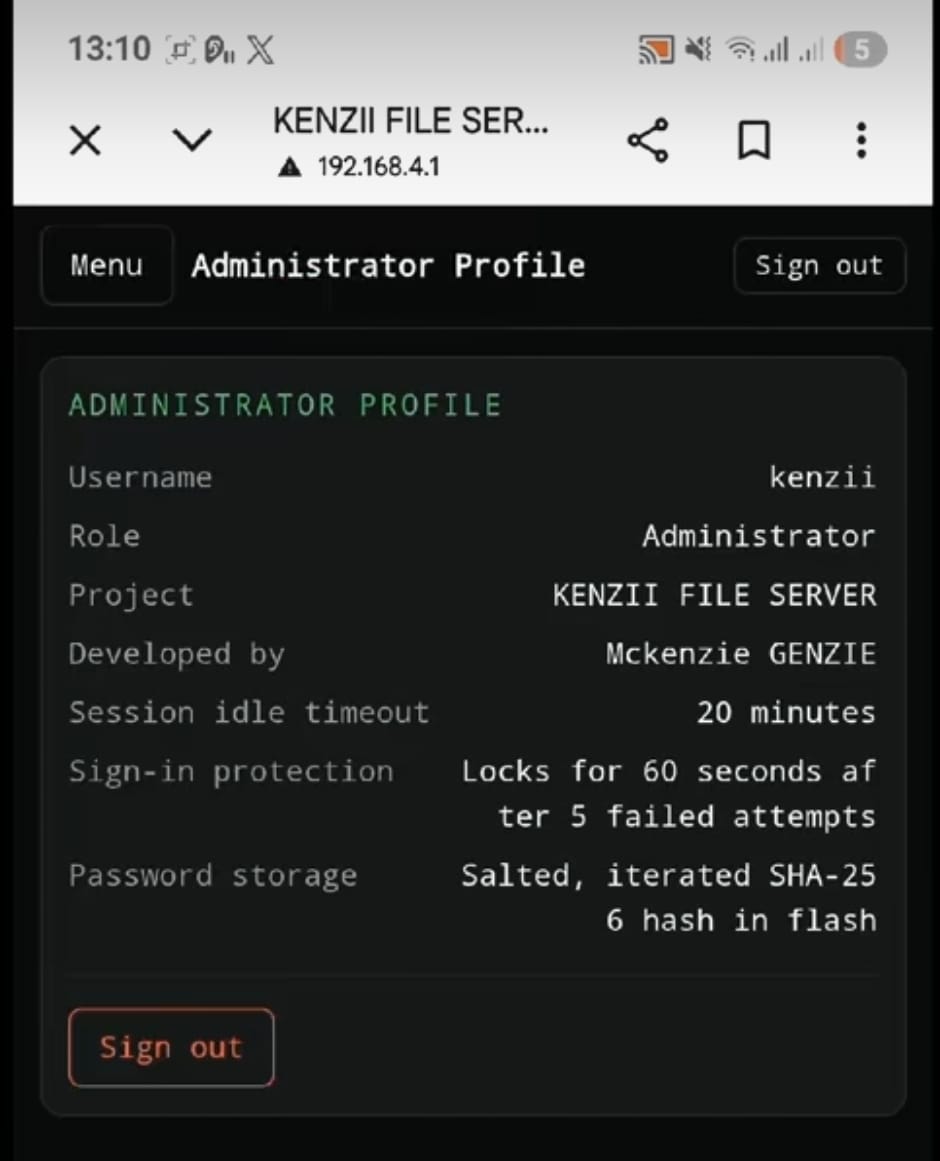 13:10 5
KENZII FILE SER...
192.168.4.1
Menu Administrator Profile Sign out
ADMINISTRATOR PROFILE
Username kenzii
Role Administrator
Project KENZII FILE SERVER
Developed by Mckenzie GENZIE
Session idle timeout 20 minutes
Sign-in protection Locks for 60 seconds af
ter 5 failed attempts
Password storage Salted, iterated SHA-25
6 hash in flash
Sign out